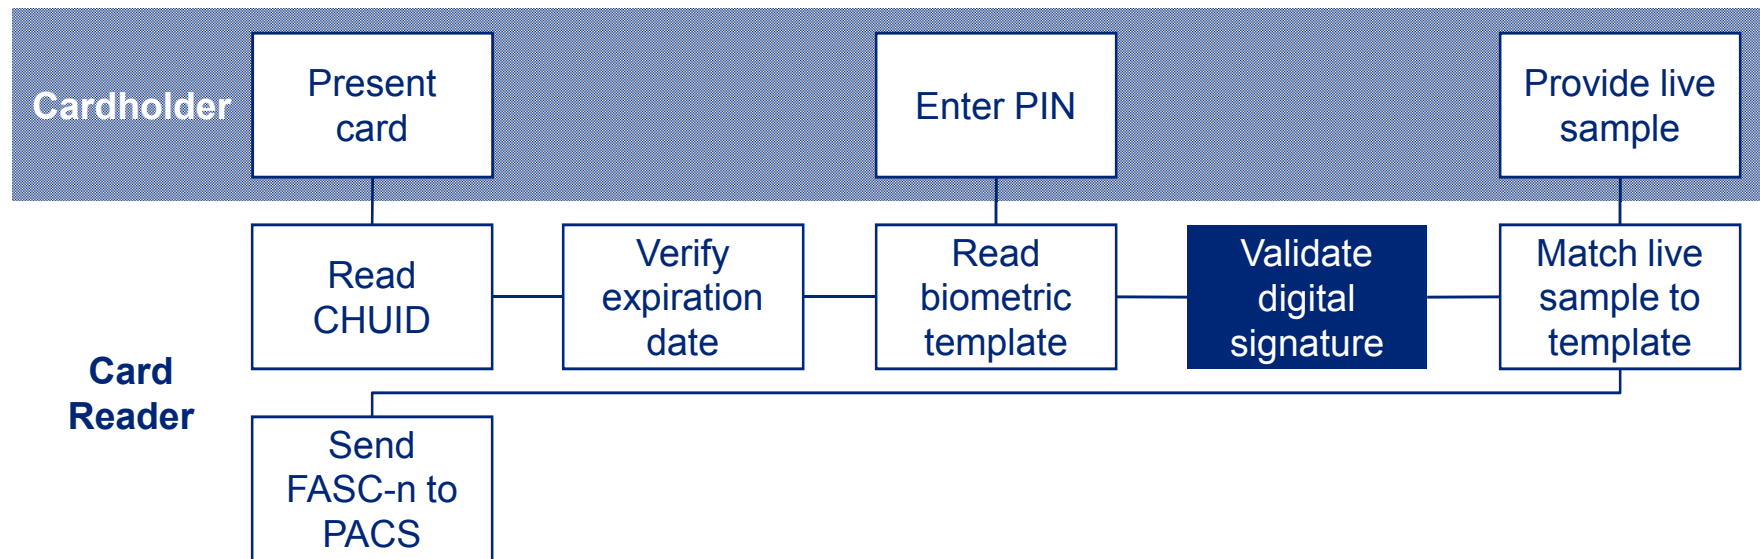 Cardholder
Present
card
Enter PIN
Provide live
sample
Card
Reader
Read
CHUID
Verify
expiration
date
Read
biometric
template
Validate
digital
signature
Match live
sample to
template
Send
FASC-n to
PACS